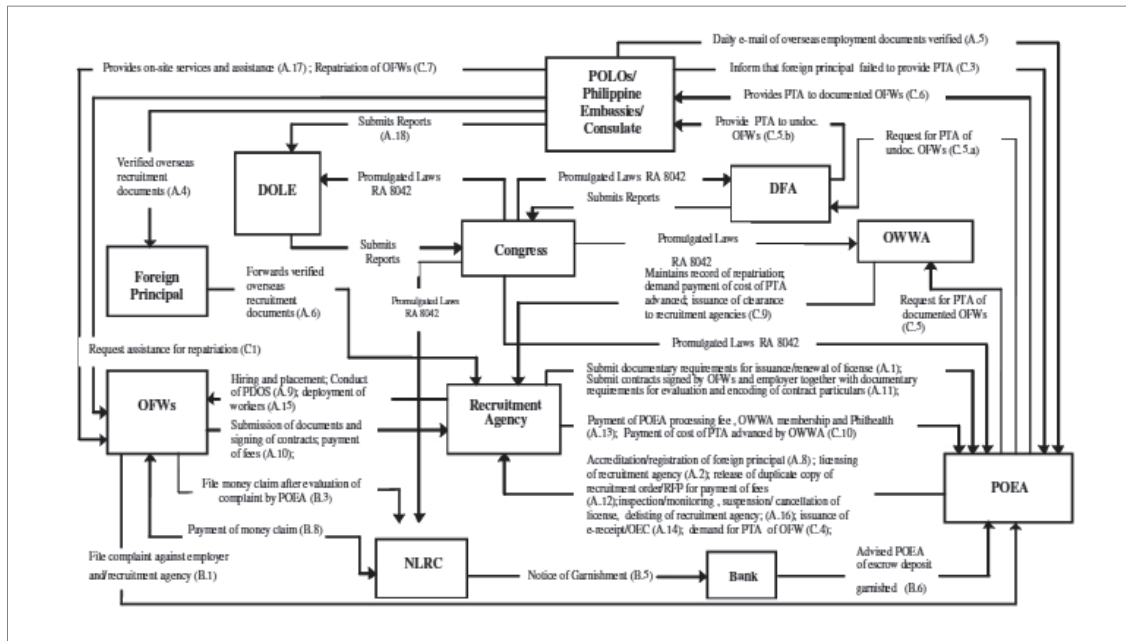 Daily e-mail of overseas employment documents verified (A.5)
Provides on-site services and assistance (A.17) ; Repatriation of OFWs (C.7)
POLOs/
Philippine
Embassies/
Consulate
Inform that foreign principal failed to provide PTA (C.3)
Provides PTA to documented OFWs (C.6)
Submits Reports
(A.18)
Provide PTA to undoc.
OFWs (C.5.b)
Request for PTA of
undoc. OFWs (C.5.a)
Verified overseas
recruitment
documents (A.4)
DOLE
Promulgated Laws
RA 8042
Promulgated Laws
RA 8042
Submits Reports
DFA
Submits
Reports
Congress
Promulgated Laws
RA 8042
OWWA
Foreign
Principal
Forwards verified
overseas
recruitment
documents (A.6)
Promulgated Laws
RA 8042
Maintains record of repatriation;
demand payment of cost of PTA
advanced; issuance of clearance
to recruitment agencies (C.9)
Request for PTA of
documented OFWs
(C.5)
Request assistance for repatriation (C1)
Promulgated Laws RA 8042
OFWs
Hiring and placement; Conduct
of PDOS (A.9); deployment of
workers (A.15)
Submission of documents and
signing of contracts; payment
of fees (A.10);
Recruitment
Agency
Submit documentary requirements for issuance/renewal of license (A.1);
Submit contracts signed by OFWs and employer together with documentary
requirements for evaluation and encoding of contract particulars (A.11);
Payment of POEA processing fee , OWWA membership and Philhealth
(A.13); Payment of cost of PTA advanced by OWWA (C.10)
Accreditation/registration of foreign principal (A.8) ; licensing
of recruitment agency (A.2); release of duplicate copy of
recruitment order/RFP for payment of fees
(A.12);inspection/monitoring , suspension/ cancellation of
license, delisting of recruitment agency; (A.16); issuance of
e-receipt/OEC (A.14); demand for PTA of OFW (C.4);
POEA
File money claim after evaluation of
complaint by POEA (B.3)
Payment of money claim (B.8)
File complaint against employer
and/recruitment agency (B.1)
NLRC
Notice of Garnishment (B.5)
Bank
Advised POEA
of escrow deposit
garnished (B.6)